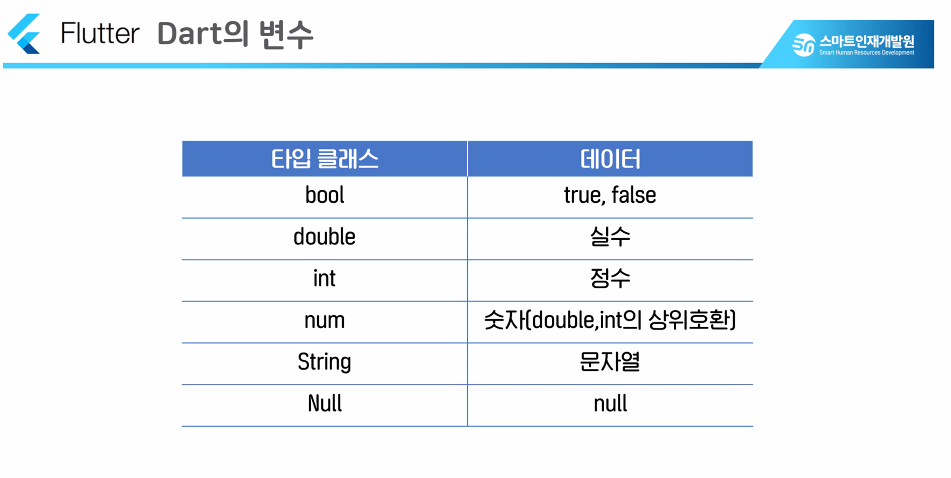 Flutter Dart의 변수
스마트인재개발원
Smart Human Resources Development
타입 클래스 데이터
bool true, false
double 실수
int 정수
num 숫자(double,int의 상위호환)
String 문자열
Null null